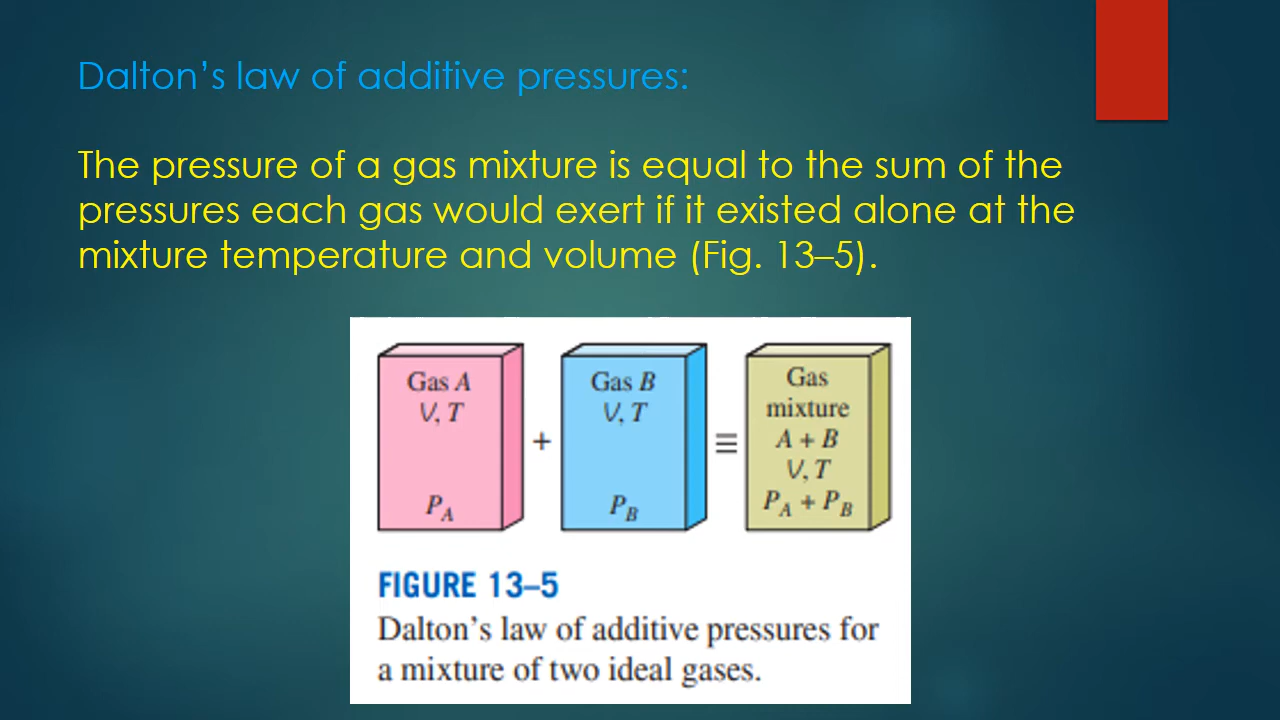 Dalton’s law of additive pressures:
The pressure of a gas mixture is equal to the sum of the
pressures each gas would exert if it existed alone at the
mixture temperature and volume (Fig. 13–5).
Gas A
V, T
P_A
+
Gas B
V, T
P_B
≡
Gas
mixture
A + B
V, T
P_A + P_B
FIGURE 13–5
Dalton’s law of additive pressures for
a mixture of two ideal gases.